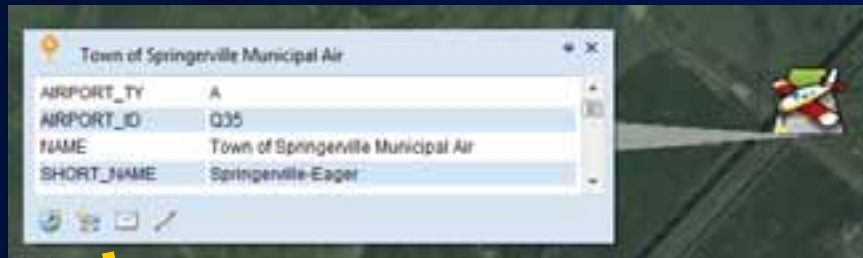 Town of Springerville Municipal Air
AIRPORT_TY A
AIRPORT_ID Q35
NAME Town of Springerville Municipal Air
SHORT_NAME Springerville-Eager